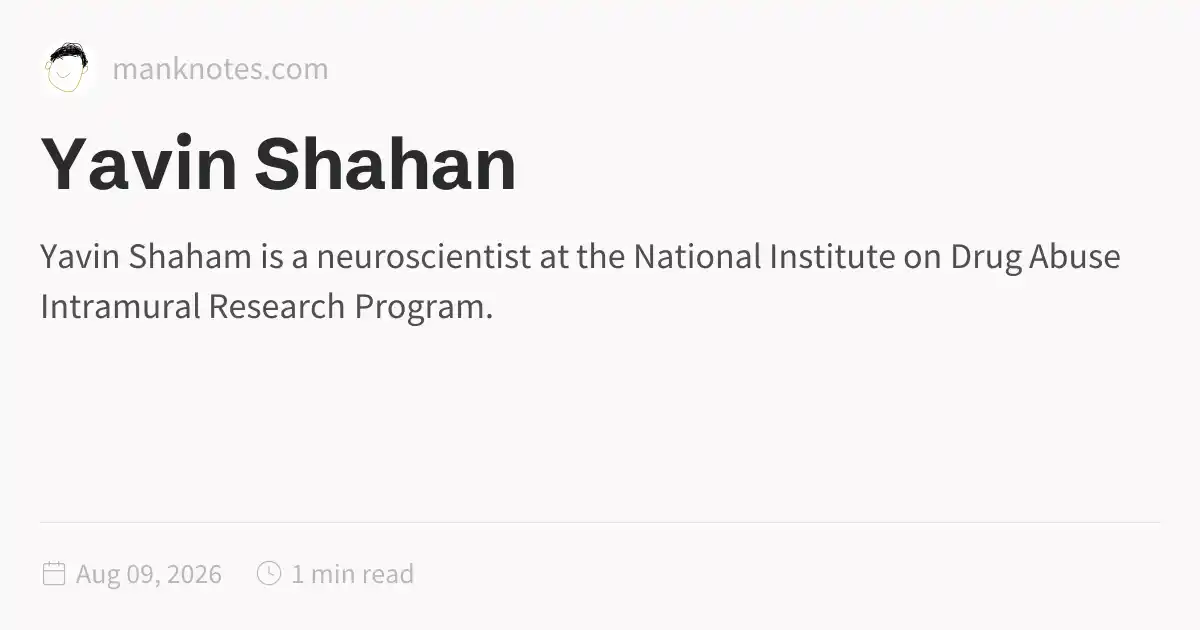 manknotes.com
Yavin Shahan
Yavin Shaham is a neuroscientist at the National Institute on Drug Abuse
Intramural Research Program.
Aug 09, 2026 1 min read